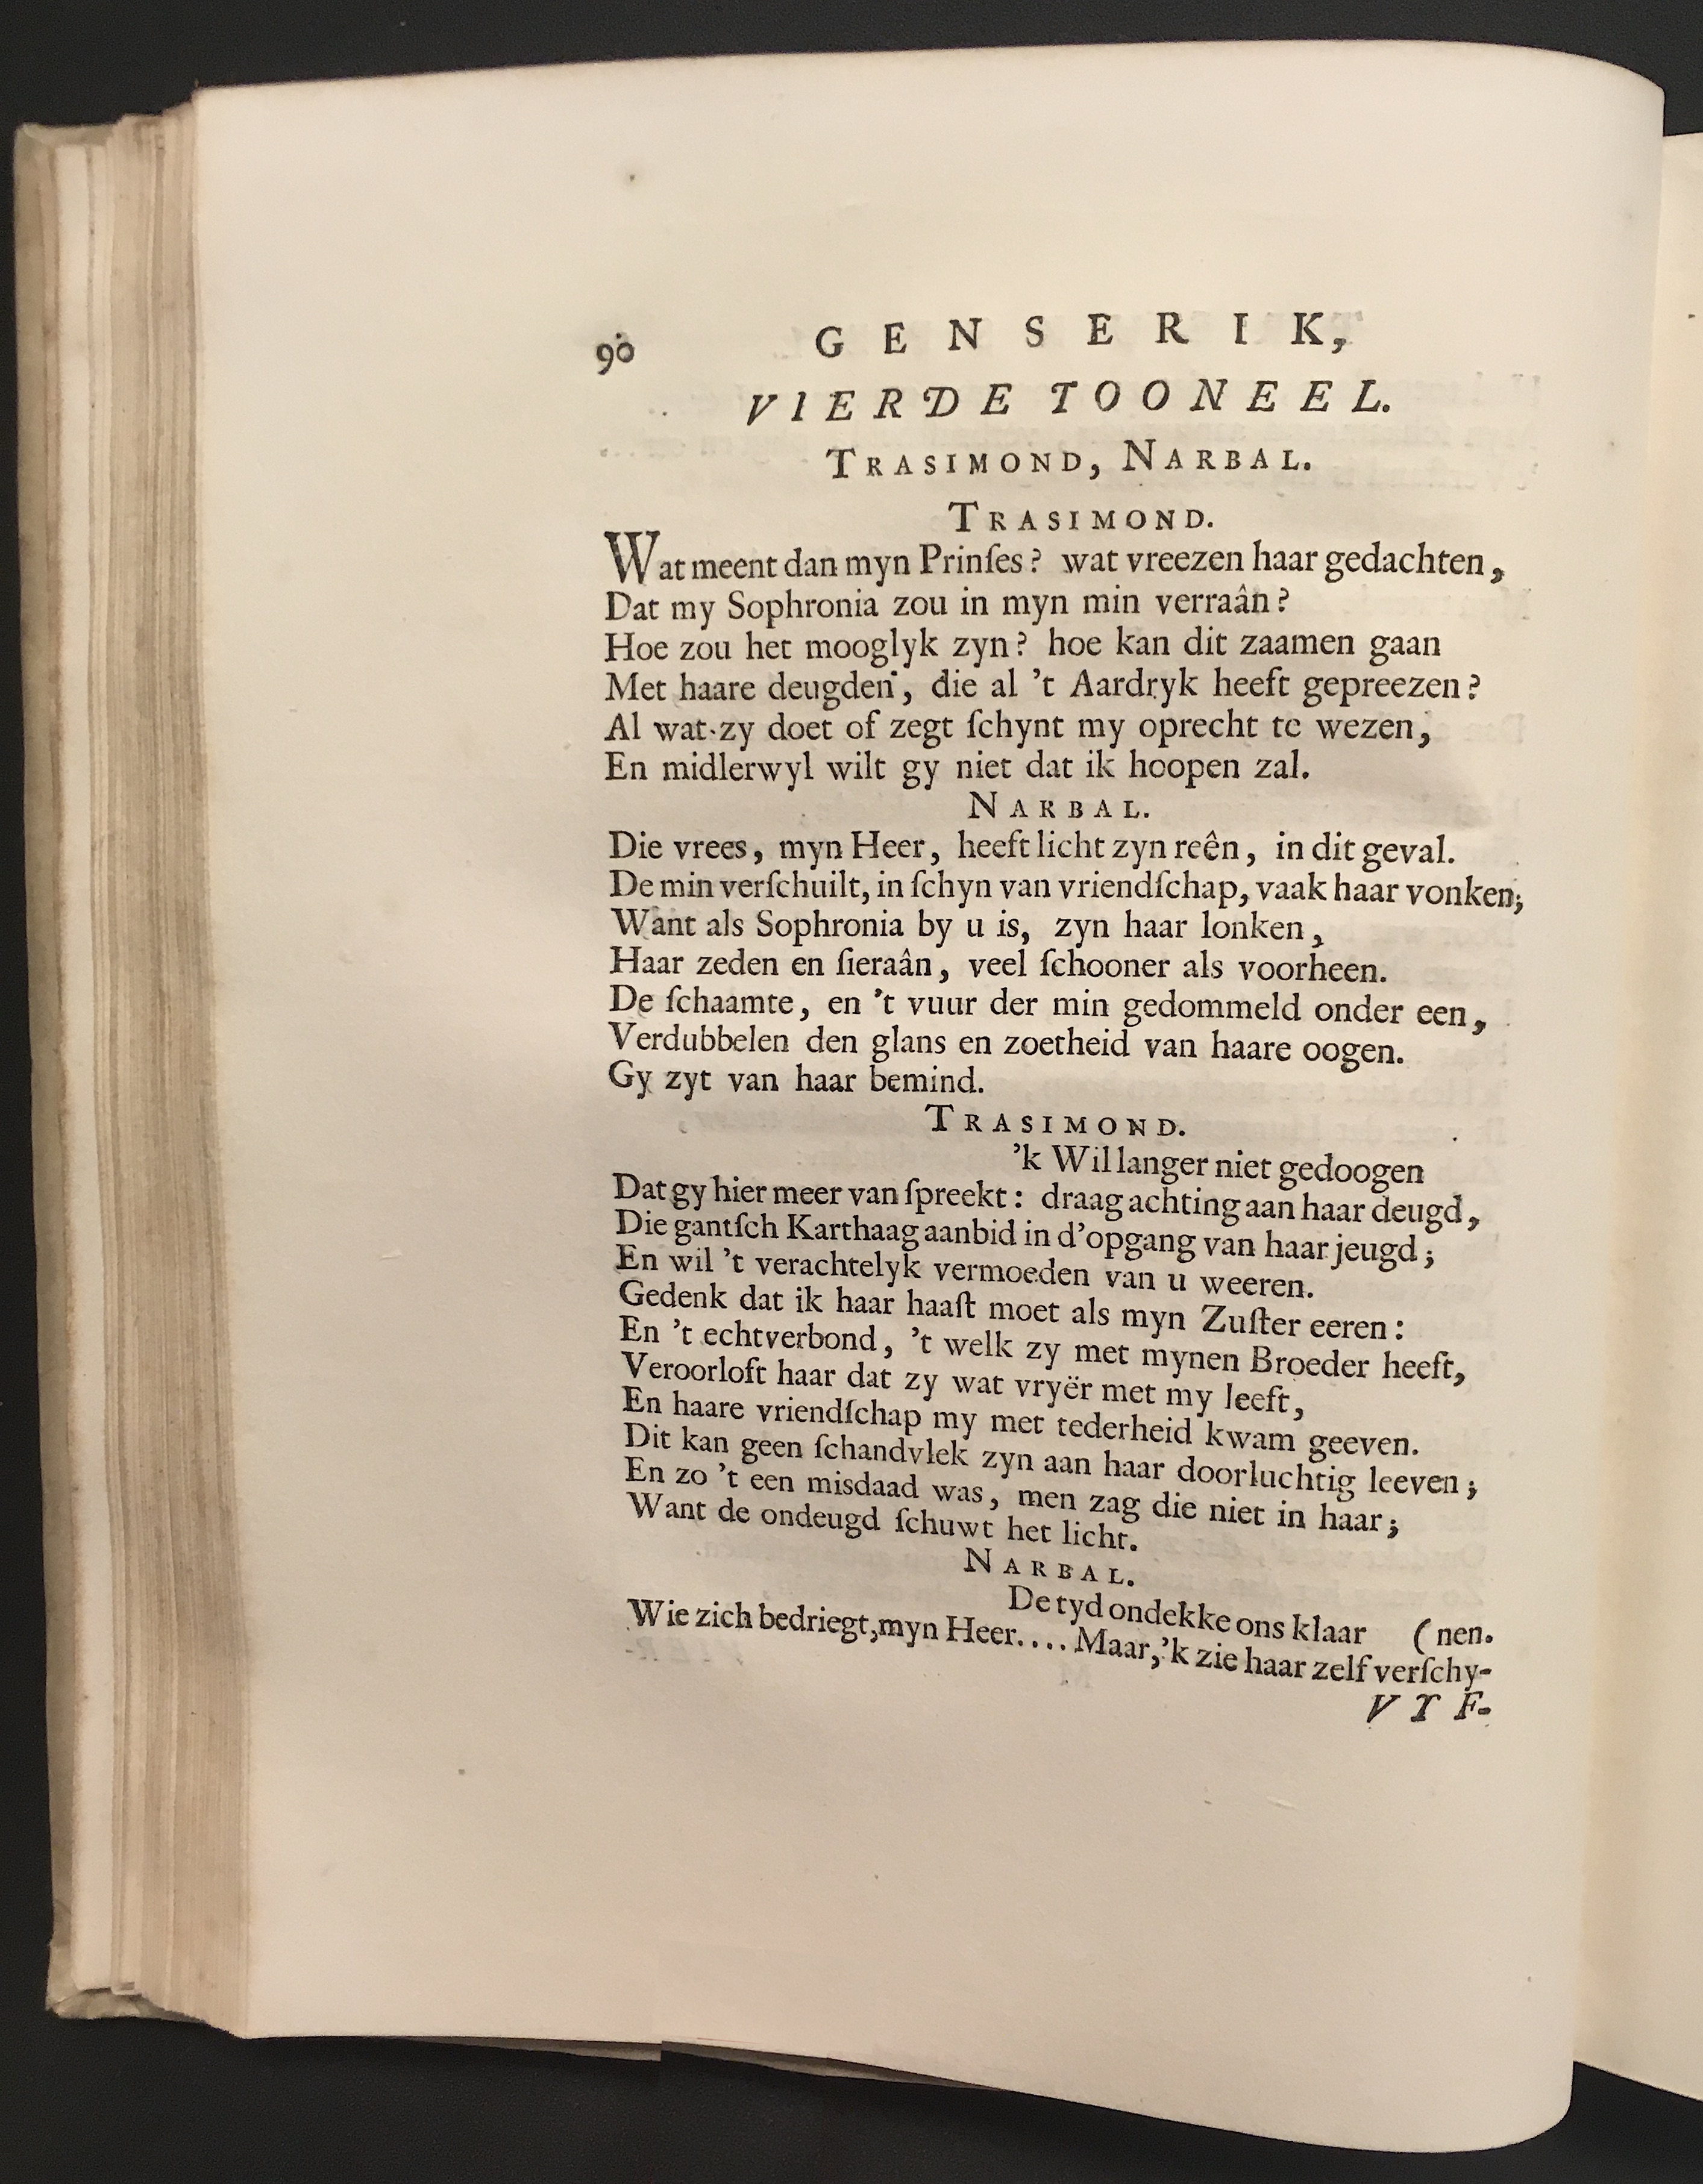 90 GENSERIK,
VIERDE TOONEEL.
TRASIMOND, NARBAL.
TRASIMOND.
Wat meent dan myn Prinſes? wat vreezen haar gedachten,
Dat my Sophronia zou in myn min verraân?
Hoe zou het mooglyk zyn? hoe kan dit zaamen gaan
Met haare deugden, die al 't Aardryk heeft gepreezen?
Al wat zy doet of zegt ſchynt my oprecht te wezen,
En midlerwyl wilt gy niet dat ik hoopen zal.
NARBAL.
Die vrees, myn Heer, heeft licht zyn reên, in dit geval.
De min verſchuilt, in ſchyn van vriendſchap, vaak haar vonken;
Want als Sophronia by u is, zyn haar lonken,
Haar zeden en ſieraân, veel ſchooner als voorheen.
De ſchaamte, en 't vuur der min gedommeld onder een,
Verdubbelen den glans en zoetheid van haare oogen.
Gy zyt van haar bemind.
TRASIMOND.
'k Wil langer niet gedoogen
Dat gy hier meer van ſpreekt: draag achting aan haar deugd,
Die gantſch Karthaag aanbid in d'opgang van haar jeugd;
En wil 't verachtelyk vermoeden van u weeren.
Gedenk dat ik haar haaſt moet als myn Zuſter eeren:
En 't echtverbond, 't welk zy met mynen Broeder heeft,
Veroorloft haar dat zy wat vryër met my leeft,
En haare vriendſchap my met tederheid kwam geeven.
Dit kan geen ſchandvlek zyn aan haar doorluchtig leeven;
En zo 't een misdaad was, men zag die niet in haar;
Want de ondeugd ſchuwt het licht.
NARBAL.
De tyd ondekke ons klaar (nen.
Wie zich bedriegt, myn Heer.... Maar, 'k zie haar zelf verſchy-
VYF-